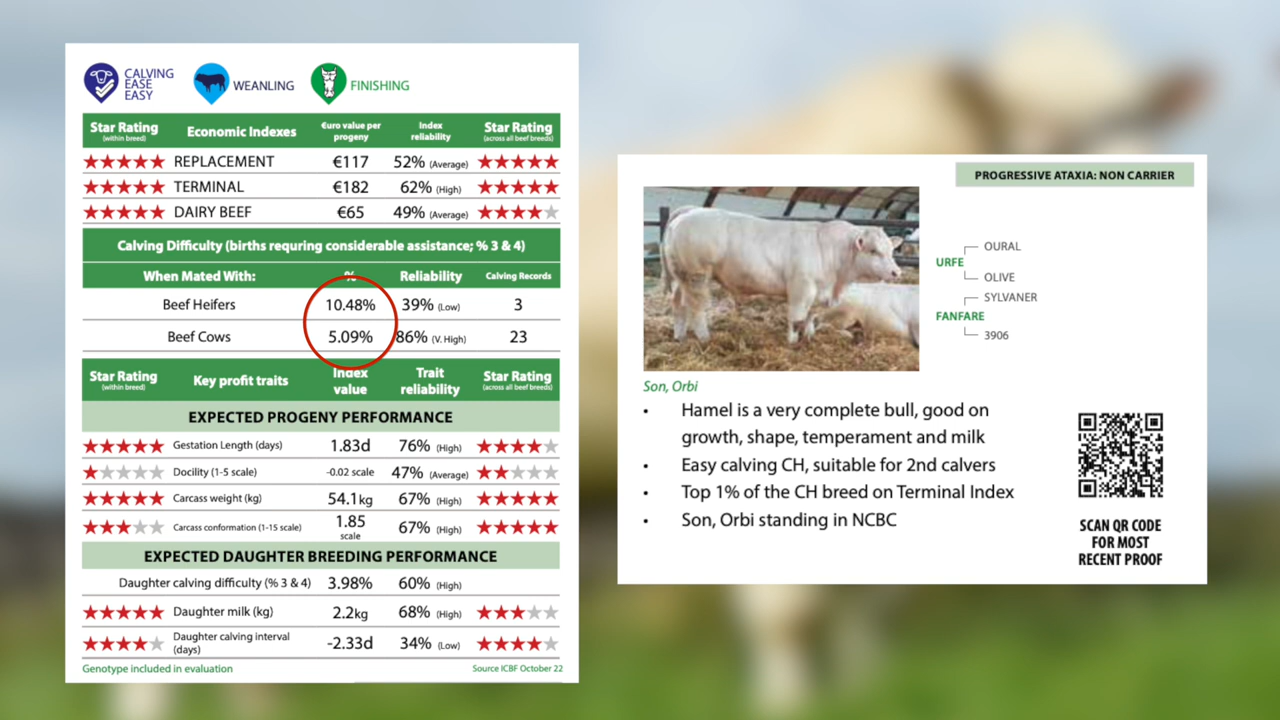 CALVING
EASE
EASY
WEANLING
FINISHING
Star Rating (within breed) Economic Indexes €uro value per progeny Index reliability Star Rating (across all beef breeds)
REPLACEMENT €117 52% (Average)
TERMINAL €182 62% (High)
DAIRY BEEF €65 49% (Average)
Calving Difficulty (births requring considerable assistance; % 3 & 4)
When Mated With: % Reliability Calving Records
Beef Heifers 10.48% 39% (Low) 3
Beef Cows 5.09% 86% (V. High) 23
Star Rating (within breed) Key profit traits Index value Trait reliability Star Rating (across all beef breeds)
EXPECTED PROGENY PERFORMANCE
Gestation Length (days) 1.83d 76% (High)
Docility (1-5 scale) -0.02 scale 47% (Average)
Carcass weight (kg) 54.1kg 67% (High)
Carcass conformation (1-15 scale) 1.85 scale 67% (High)
EXPECTED DAUGHTER BREEDING PERFORMANCE
Daughter calving difficulty (% 3 & 4) 3.98% 60% (High)
Daughter milk (kg) 2.2kg 68% (High)
Daughter calving interval (days) -2.33d 34% (Low)
Genotype included in evaluation Source ICBF October 22
PROGRESSIVE ATAXIA: NON CARRIER
OURAL
URFE
OLIVE
SYLVANER
FANFARE
3906
Son, Orbi
• Hamel is a very complete bull, good on
growth, shape, temperament and milk
• Easy calving CH, suitable for 2nd calvers
• Top 1% of the CH breed on Terminal Index
• Son, Orbi standing in NCBC
SCAN QR CODE
FOR MOST
RECENT PROOF